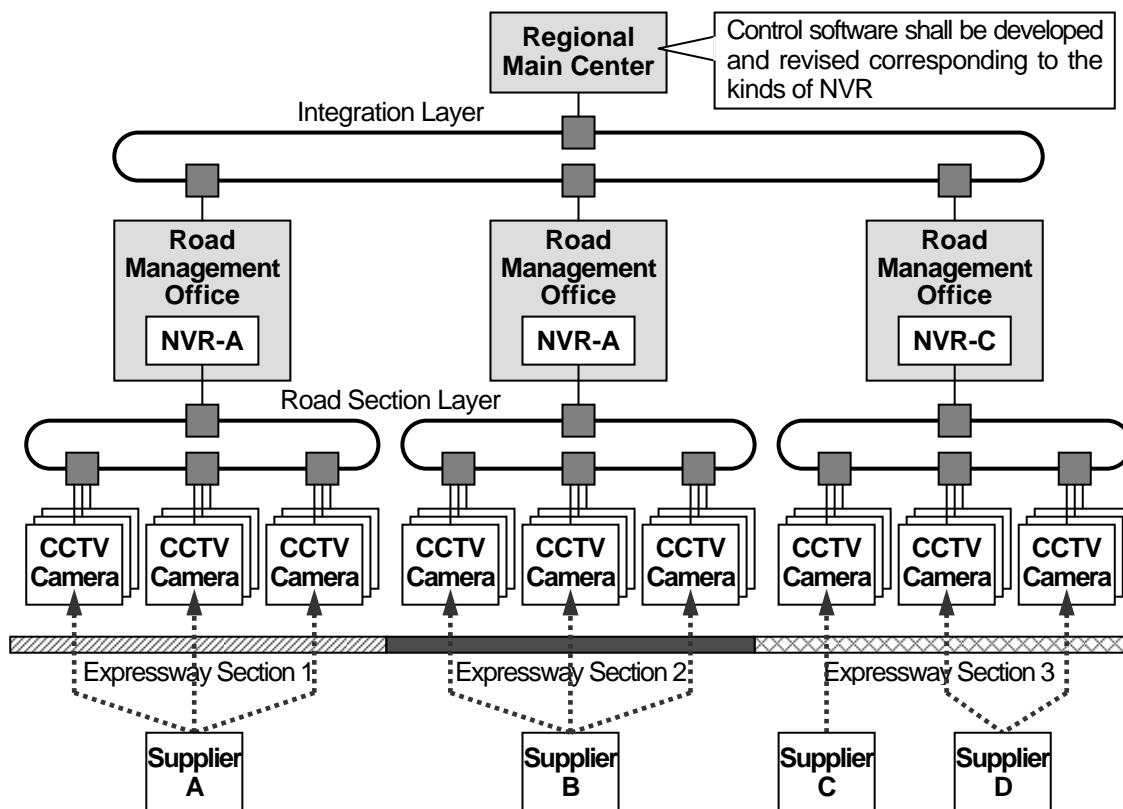 Regional
Main Center
Control software shall be developed
and revised corresponding to the
kinds of NVR
Integration Layer
Road
Management
Office
NVR-A
Road
Management
Office
NVR-A
Road
Management
Office
NVR-C
Road Section Layer
CCTV
Camera
CCTV
Camera
CCTV
Camera
CCTV
Camera
CCTV
Camera
CCTV
Camera
CCTV
Camera
CCTV
Camera
CCTV
Camera
Expressway Section 1
Expressway Section 2
Expressway Section 3
Supplier
A
Supplier
B
Supplier
C
Supplier
D